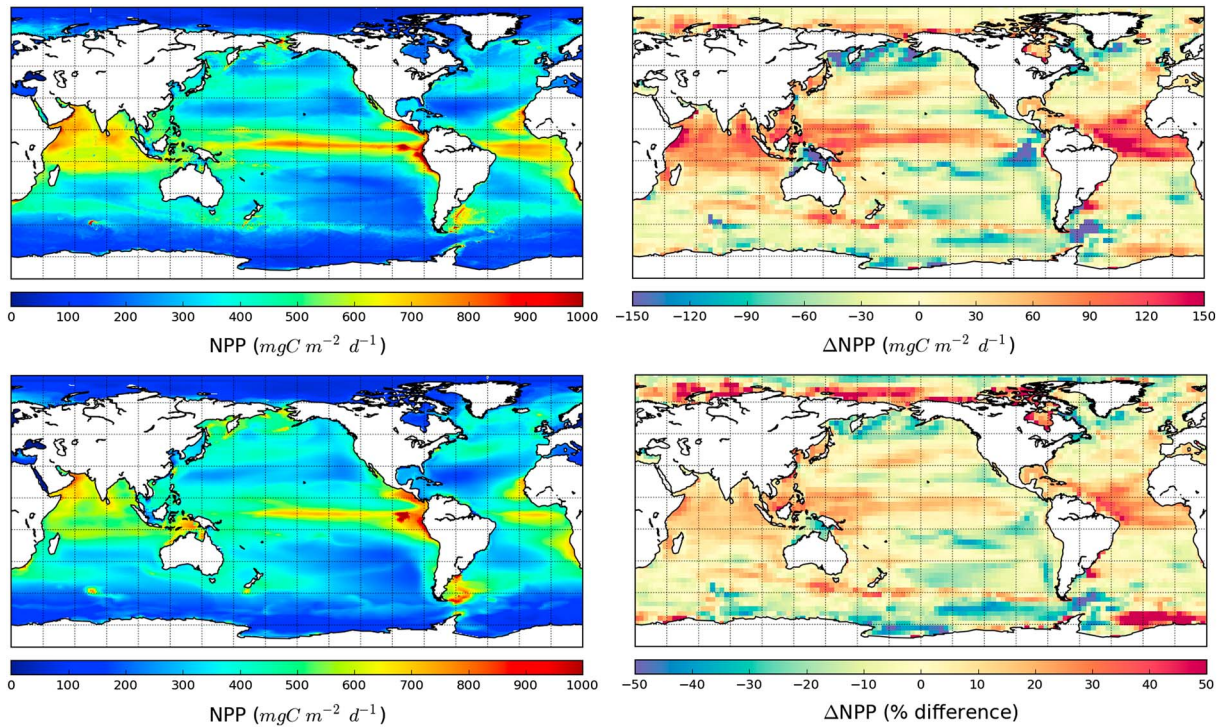 0 100 200 300 400 500 600 700 800 900 1000
NPP (mgC m⁻² d⁻¹)
−150 −120 −90 −60 −30 0 30 60 90 120 150
ΔNPP (mgC m⁻² d⁻¹)
0 100 200 300 400 500 600 700 800 900 1000
NPP (mgC m⁻² d⁻¹)
−50 −40 −30 −20 −10 0 10 20 30 40 50
ΔNPP (% difference)